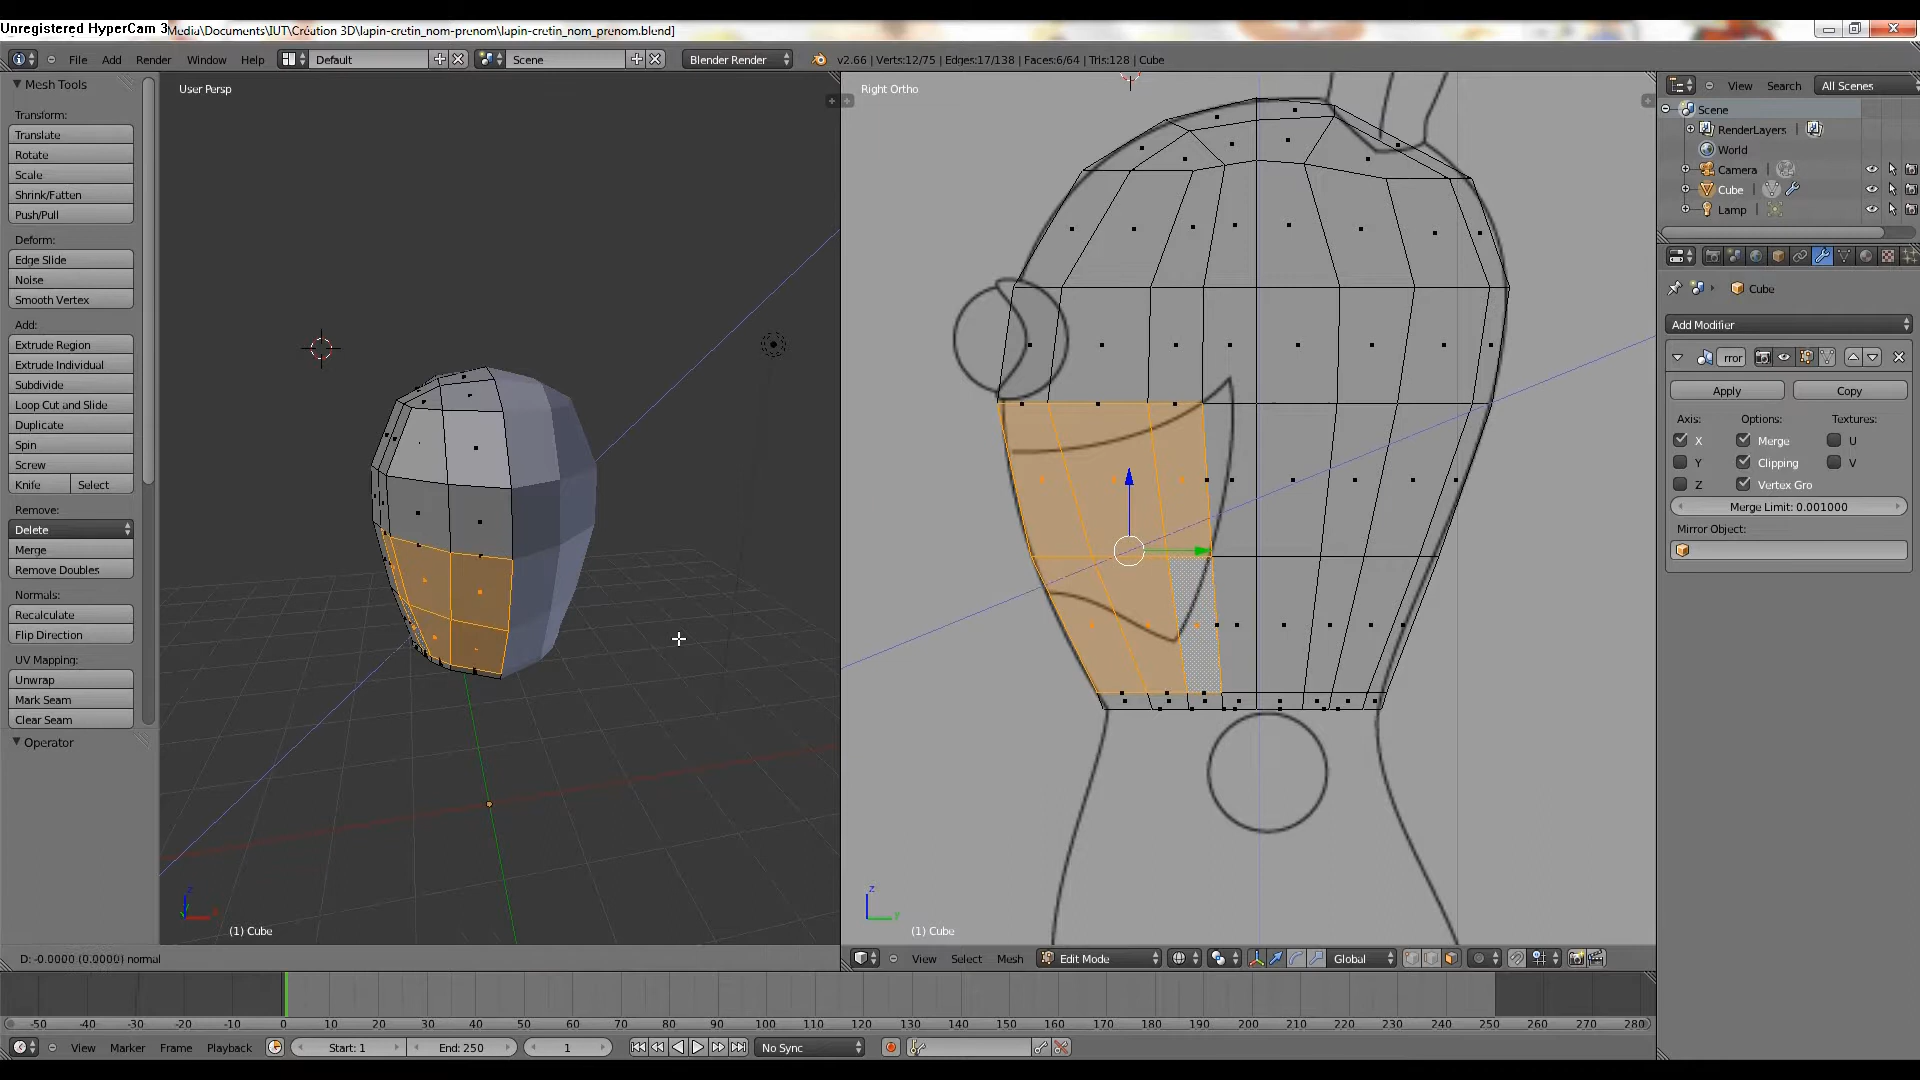 Unregistered HyperCam 3
Media\Documents\IUT\Création 3D\lapin-cretin_nom-prenom\lapin-cretin_nom_prenom.blend]
File Add Render Window Help Default Scene Blender Render v2.66 | Verts:12/75 | Edges:17/138 | Faces:6/64 | Tris:128 | Cube
Mesh Tools
Transform:
Translate
Rotate
Scale
Shrink/Fatten
Push/Pull
Deform:
Edge Slide
Noise
Smooth Vertex
Add:
Extrude Region
Extrude Individual
Subdivide
Loop Cut and Slide
Duplicate
Spin
Screw
Knife Select
Remove:
Delete
Merge
Remove Doubles
Normals:
Recalculate
Flip Direction
UV Mapping:
Unwrap
Mark Seam
Clear Seam
Operator
User Persp
(1) Cube
D: -0.0000 (0.0000) normal
Right Ortho
z
(1) Cube
View Select Mesh Edit Mode Global
View Search All Scenes
Scene
RenderLayers
World
Camera
Cube
Lamp
Cube
Add Modifier
rror
Apply Copy
Axis: Options: Textures:
X Merge U
Y Clipping V
Z Vertex Gro
Merge Limit: 0.001000
Mirror Object:
-50 -40 -30 -20 -10 0 10 20 30 40 50 60 70 80 90 100 110 120 130 140 150 160 170 180 190 200 210 220 230 240 250 260 270 280
View Marker Frame Playback Start: 1 End: 250 1 No Sync